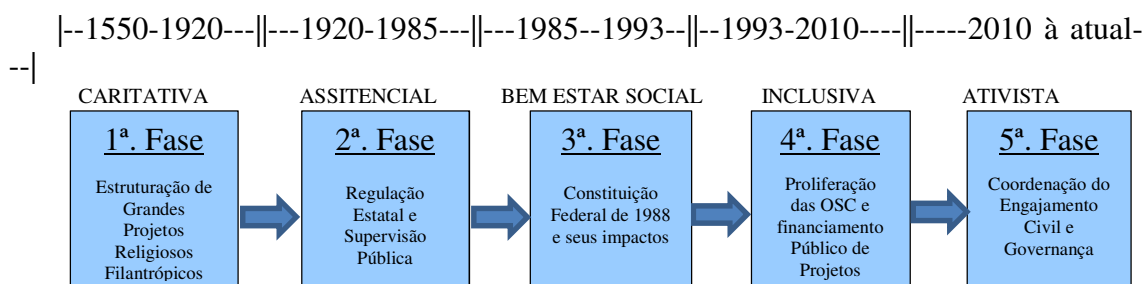 |--1550-1920---||---1920-1985---||---1985--1993--||--1993-2010----||-----2010 à atual-
--|
CARITATIVA
1ª. Fase
Estruturação de
Grandes
Projetos
Religiosos
Filantrópicos
ASSITENCIAL
2ª. Fase
Regulação
Estatal e
Supervisão
Pública
BEM ESTAR SOCIAL
3ª. Fase
Constituição
Federal de 1988
e seus impactos
INCLUSIVA
4ª. Fase
Proliferação
das OSC e
financiamento
Público de
Projetos
ATIVISTA
5ª. Fase
Coordenação do
Engajamento
Civil e
Governança